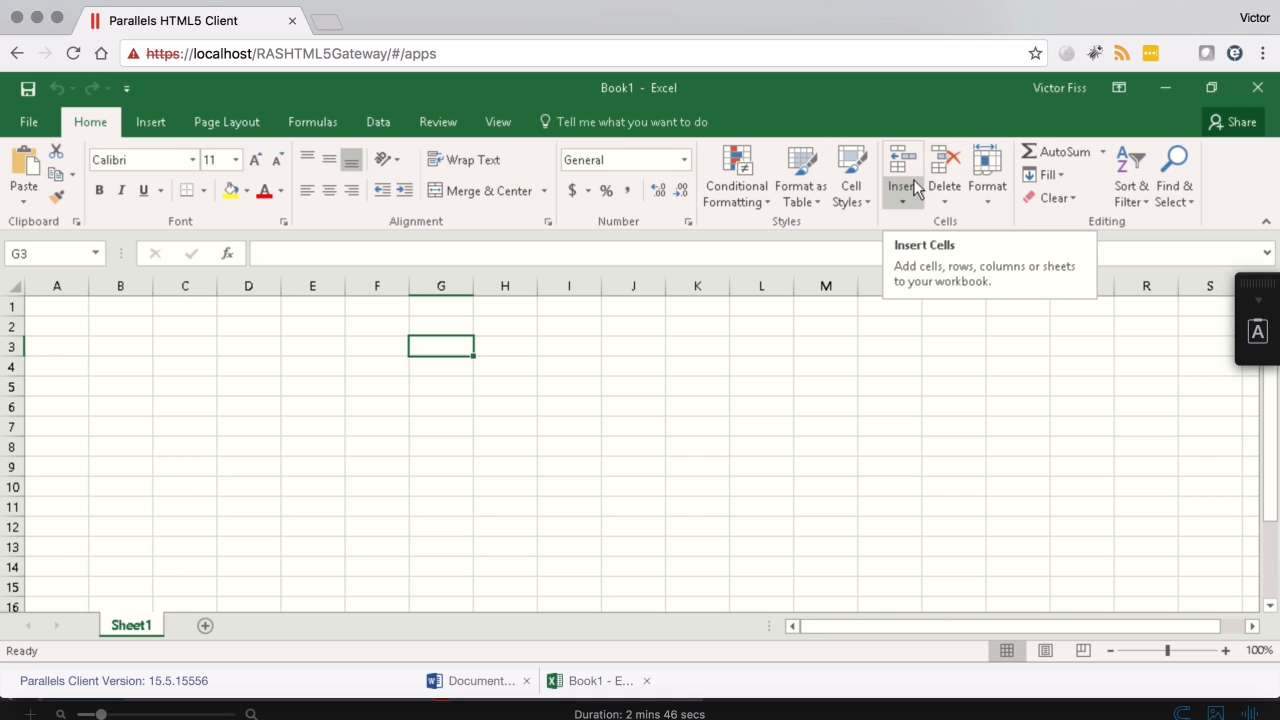 Parallels HTML5 Client
Victor
https://localhost/RASHTML5Gateway/#/apps
Book1 - Excel
Victor Fiss
File Home Insert Page Layout Formulas Data Review View Tell me what you want to do Share
Paste
Clipboard
Calibri 11
B I U
Font
Wrap Text
Merge & Center
Alignment
General
$ % ,
Number
Conditional Formatting
Format as Table
Cell Styles
Styles
Insert Delete Format
Cells
AutoSum
Fill
Clear
Sort & Filter
Find & Select
Editing
G3
fx
Insert Cells
Add cells, rows, columns or sheets
to your workbook.
A B C D E F G H I J K L M R S
1
2
3
4
5
6
7
8
9
10
11
12
13
14
15
16
Sheet1
Ready
100%
Parallels Client Version: 15.5.15556
Document...
Book1 - E...
Duration: 2 mins 46 secs